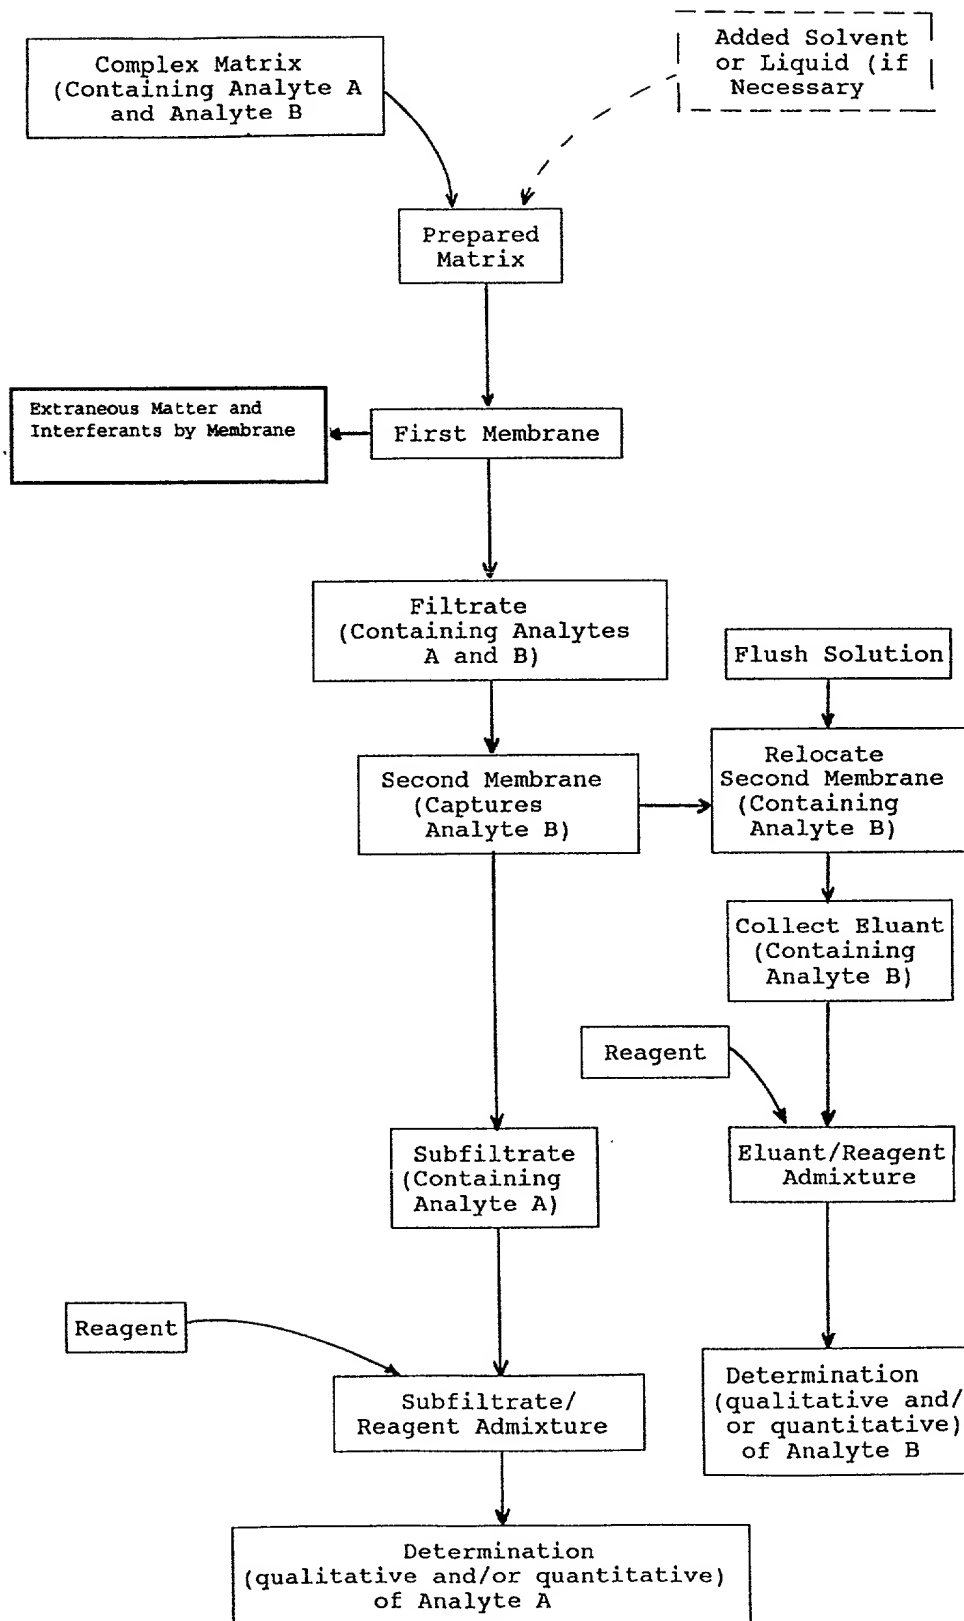 Complex Matrix
(Containing Analyte A
and Analyte B
Added Solvent
or Liquid (if
Necessary
Prepared
Matrix
Extraneous Matter and
Interferants by Membrane
First Membrane
Filtrate
(Containing Analytes
A and B)
Flush Solution
Second Membrane
(Captures
Analyte B)
Relocate
Second Membrane
(Containing
Analyte B)
Collect Eluant
(Containing
Analyte B)
Reagent
Subfiltrate
(Containing
Analyte A)
Eluant/Reagent
Admixture
Reagent
Subfiltrate/
Reagent Admixture
Determination
(qualitative and/
or quantitative)
of Analyte B
Determination
(qualitative and/or quantitative)
of Analyte A